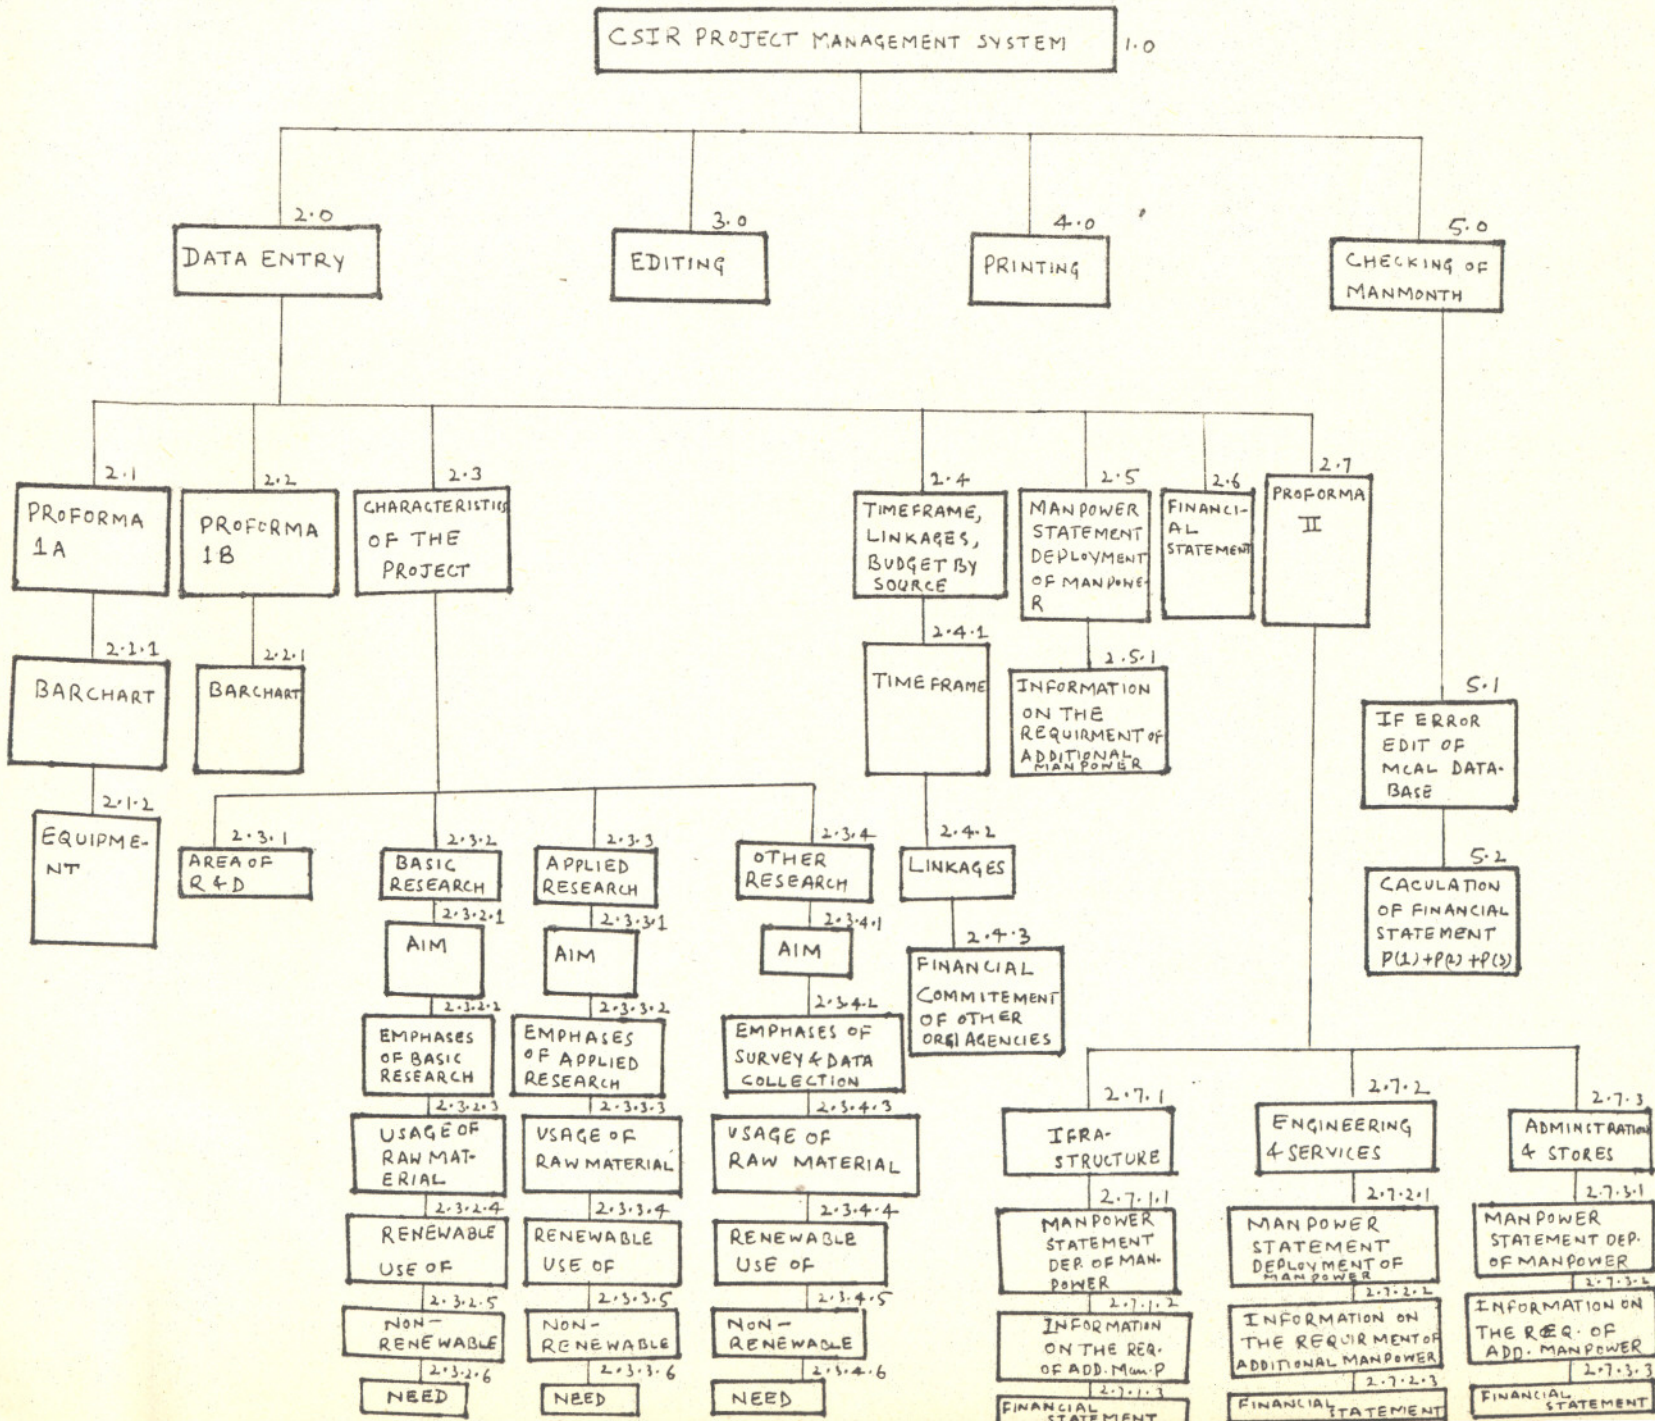 CSIR PROJECT MANAGEMENT SYSTEM 1.0
2.0
DATA ENTRY
3.0
EDITING
4.0
PRINTING
5.0
CHECKING OF
MANMONTH
2.1
PROFORMA
1A
2.2
PROFORMA
1B
2.3
CHARACTERISTICS
OF THE
PROJECT
2.4
TIMEFRAME,
LINKAGES,
BUDGET BY
SOURCE
2.5
MANPOWER
STATEMENT
DEPLOYMENT
OF MANPOWE-
R
2.6
FINANCI-
AL
STATEMENT
2.7
PROFORMA
II
2.2.1
BARCHART
2.2.1
BARCHART
2.1.2
EQUIPME-
NT
2.3.1
AREA OF
R & D
2.3.2
BASIC
RESEARCH
2.3.2.1
AIM
2.3.2.2
EMPHASES
OF BASIC
RESEARCH
2.3.2.3
USAGE OF
RAW MAT-
ERIAL
2.3.2.4
RENEWABLE
USE OF
2.3.2.5
NON-
RENEWABLE
2.3.2.6
NEED
2.3.3
APPLIED
RESEARCH
2.3.3.1
AIM
2.3.3.2
EMPHASES
OF APPLIED
RESEARCH
2.3.3.3
USAGE OF
RAW MATERIAL
2.3.3.4
RENEWABLE
USE OF
2.3.3.5
NON-
RENEWABLE
2.3.3.6
NEED
2.3.4
OTHER
RESEARCH
2.3.4.1
AIM
2.3.4.2
EMPHASES OF
SURVEY & DATA
COLLECTION
2.3.4.3
USAGE OF
RAW MATERIAL
2.3.4.4
RENEWABLE
USE OF
2.3.4.5
NON-
RENEWABLE
2.3.4.6
NEED
2.4.1
TIMEFRAME
2.4.2
LINKAGES
2.4.3
FINANCIAL
COMMITEMENT
OF OTHER
ORG/AGENCIES
2.5.1
INFORMATION
ON THE
REQUIRMENT OF
ADDITIONAL
MANPOWER
2.7.1
IFRA-
STRUCTURE
2.7.1.1
MANPOWER
STATEMENT
DEP. OF MAN-
POWER
2.7.1.2
INFORMATION
ON THE REQ.
OF ADD. Man.P
2.7.1.3
FINANCIAL
STATEMENT
2.7.2
ENGINEERING
& SERVICES
2.7.2.1
MANPOWER
STATEMENT
DEPLOYMENT OF
MANPOWER
2.7.2.2
INFORMATION ON
THE REQUIRMENT OF
ADDITIONAL MANPOWER
2.7.2.3
FINANCIAL STATEMENT
2.7.3
ADMINSTRATION
& STORES
2.7.3.1
MANPOWER
STATEMENT DEP.
OF MANPOWER
2.7.3.2
INFORMATION ON
THE REQ. OF
ADD. MANPOWER
2.7.3.3
FINANCIAL
STATEMENT
5.1
IF ERROR
EDIT OF
MCAL DATA-
BASE
5.2
CACULATION
OF FINANCIAL
STATEMENT
P(1)+P(2)+P(3)